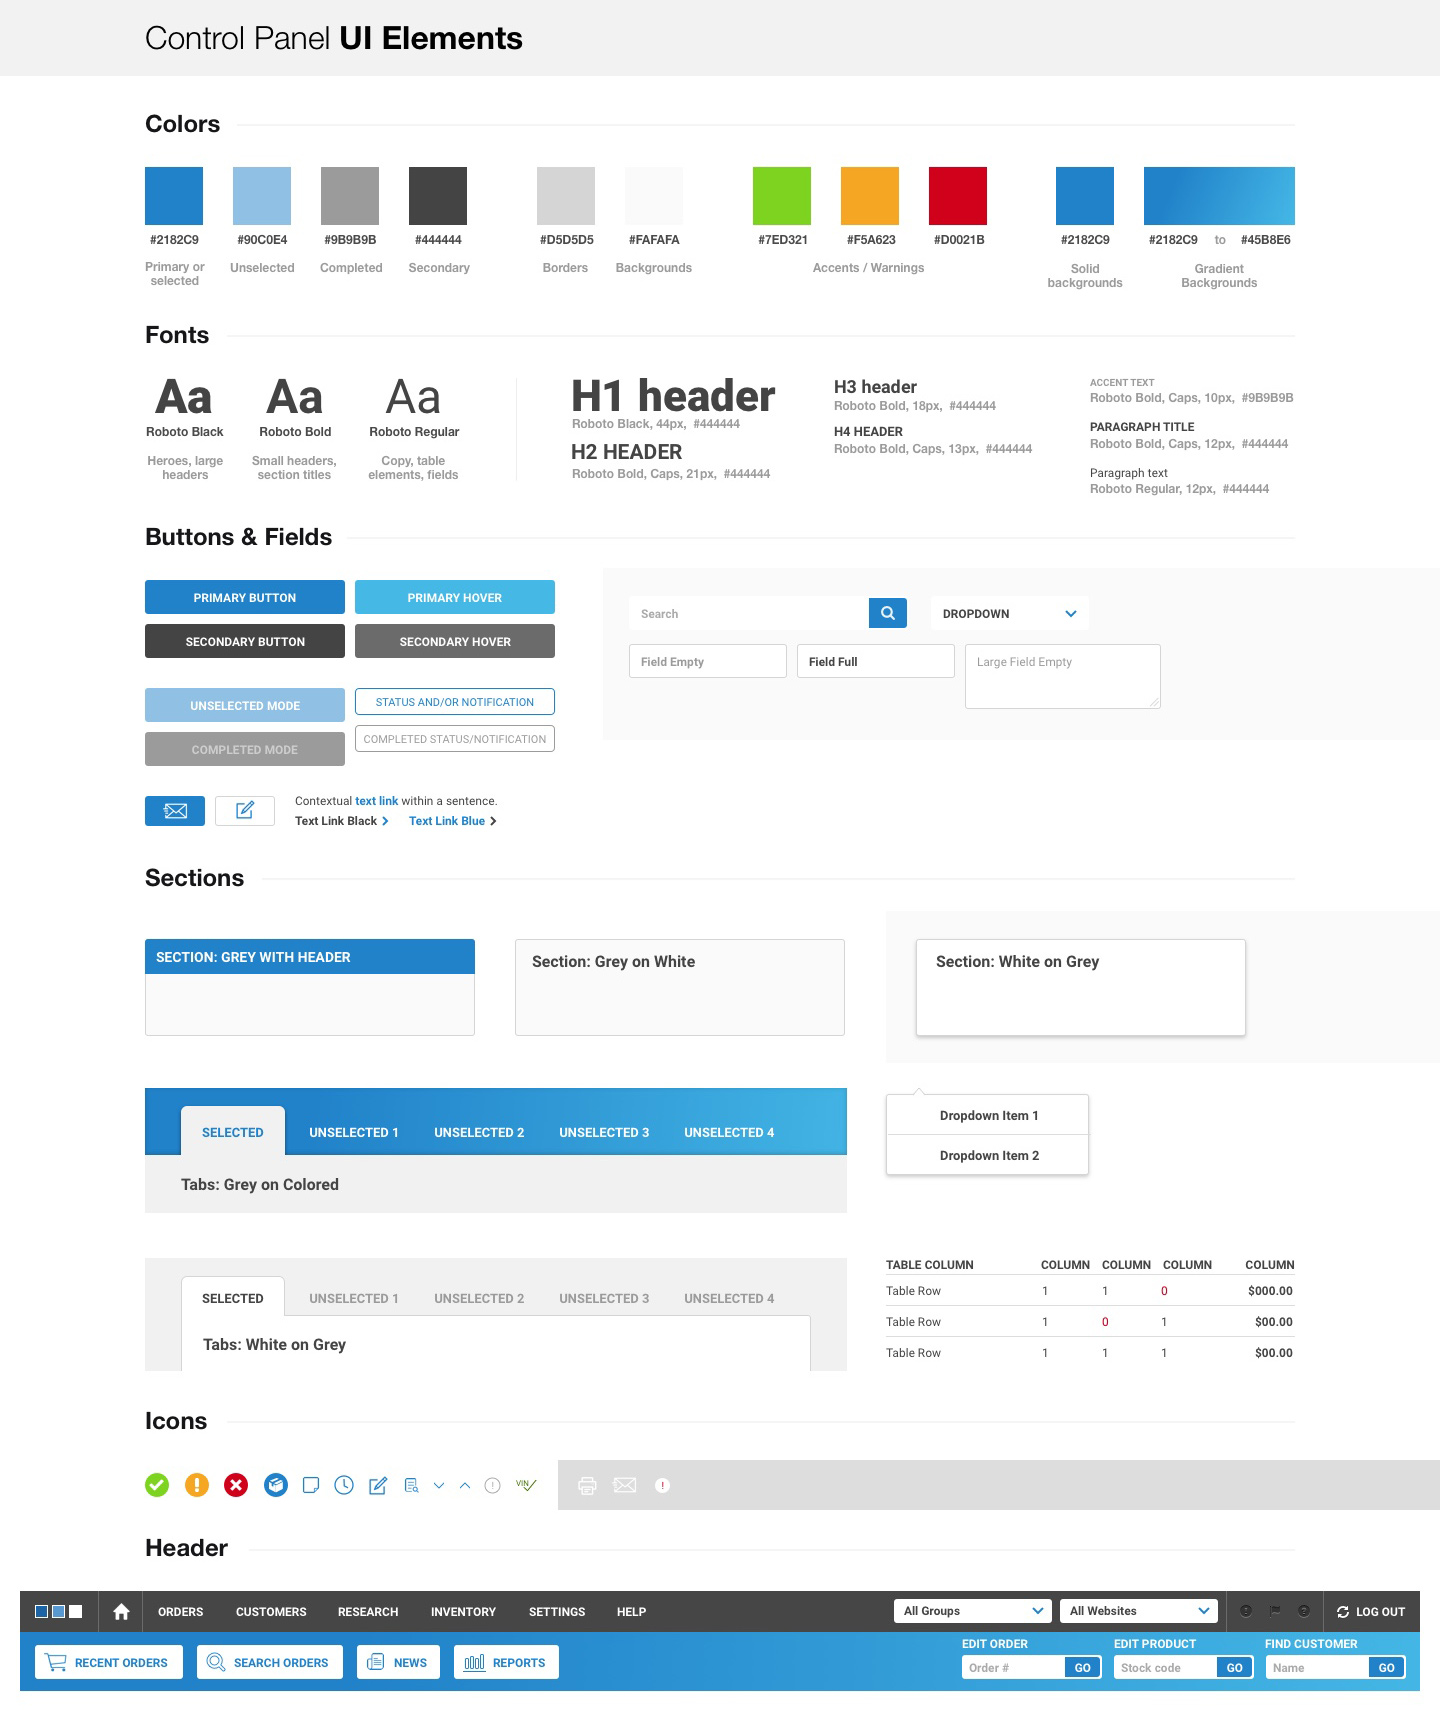 Control Panel UI Elements
Colors
#2182C9
#90C0E4
#9B9B9B
#444444
#D5D5D5
#FAFAFA
#7ED321
#F5A623
#D0021B
#2182C9
#2182C9 to #45B8E6
Primary or
selected
Unselected
Completed
Secondary
Borders
Backgrounds
Accents / Warnings
Solid
backgrounds
Gradient
Backgrounds
Fonts
Aa
Roboto Black
Heroes, large
headers
Aa
Roboto Bold
Small headers,
section titles
Aa
Roboto Regular
Copy, table
elements, fields
H1 header
Roboto Black, 44px, #444444
H2 HEADER
Roboto Bold, Caps, 21px, #444444
H3 header
Roboto Bold, 18px, #444444
H4 HEADER
Roboto Bold, Caps, 13px, #444444
ACCENT TEXT
Roboto Bold, Caps, 10px, #9B9B9B
PARAGRAPH TITLE
Roboto Bold, Caps, 12px, #444444
Paragraph text
Roboto Regular, 12px, #444444
Buttons & Fields
PRIMARY BUTTON
PRIMARY HOVER
SECONDARY BUTTON
SECONDARY HOVER
UNSELECTED MODE
STATUS AND/OR NOTIFICATION
COMPLETED MODE
COMPLETED STATUS/NOTIFICATION
Contextual text link within a sentence.
Text Link Black
Text Link Blue
Search
DROPDOWN
Field Empty
Field Full
Large Field Empty
Sections
SECTION: GREY WITH HEADER
Section: Grey on White
Section: White on Grey
SELECTED
UNSELECTED 1
UNSELECTED 2
UNSELECTED 3
UNSELECTED 4
Tabs: Grey on Colored
Dropdown Item 1
Dropdown Item 2
SELECTED
UNSELECTED 1
UNSELECTED 2
UNSELECTED 3
UNSELECTED 4
Tabs: White on Grey
TABLE COLUMN COLUMN COLUMN COLUMN COLUMN
Table Row 1 1 0 $000.00
Table Row 1 0 1 $00.00
Table Row 1 1 1 $00.00
Icons
VIN
Header
ORDERS
CUSTOMERS
RESEARCH
INVENTORY
SETTINGS
HELP
All Groups
All Websites
LOG OUT
RECENT ORDERS
SEARCH ORDERS
NEWS
REPORTS
EDIT ORDER
Order # GO
EDIT PRODUCT
Stock code GO
FIND CUSTOMER
Name GO